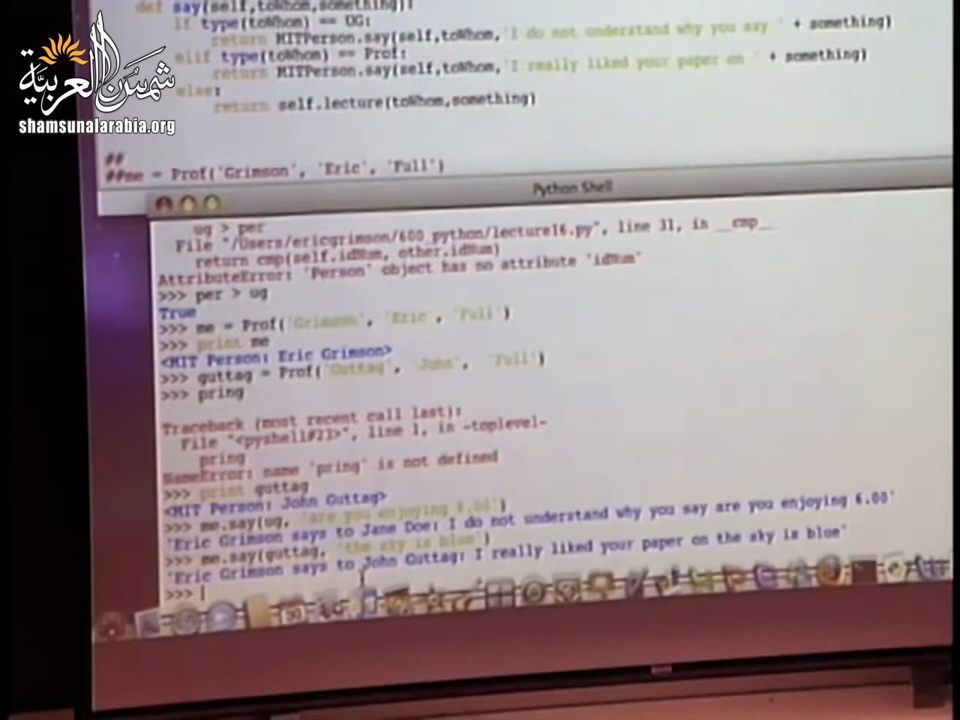 def say(self,toWhom,something):
if type(toWhom) == UG:
return MITPerson.say(self,toWhom,'I do not understand why you say ' + something)
elif type(toWhom) == Prof:
return MITPerson.say(self,toWhom,'I really liked your paper on ' + something)
else:
return self.lecture(toWhom,something)
شمس العربية
shamsunalarabia.org
##
##me = Prof('Grimson', 'Eric', 'Full')
Python Shell
ug > per
File "/Users/ericgrimson/600_python/lecture16.py", line 31, in __cmp__
return cmp(self.idNum, other.idNum)
AttributeError: 'Person' object has no attribute 'idNum'
>>> per > ug
True
>>> me = Prof('Grimson', 'Eric', 'Full')
>>> print me
<MIT Person: Eric Grimson>
>>> guttag = Prof('Guttag', 'John', 'Full')
>>> pring
Traceback (most recent call last):
File "<pyshell#23>", line 1, in -toplevel-
pring
NameError: name 'pring' is not defined
>>> print guttag
<MIT Person: John Guttag>
>>> me.say(ug, 'are you enjoying 6.00')
'Eric Grimson says to Jane Doe: I do not understand why you say are you enjoying 6.00'
>>> me.say(guttag, 'the sky is blue')
'Eric Grimson says to John Guttag: I really liked your paper on the sky is blue'
>>>